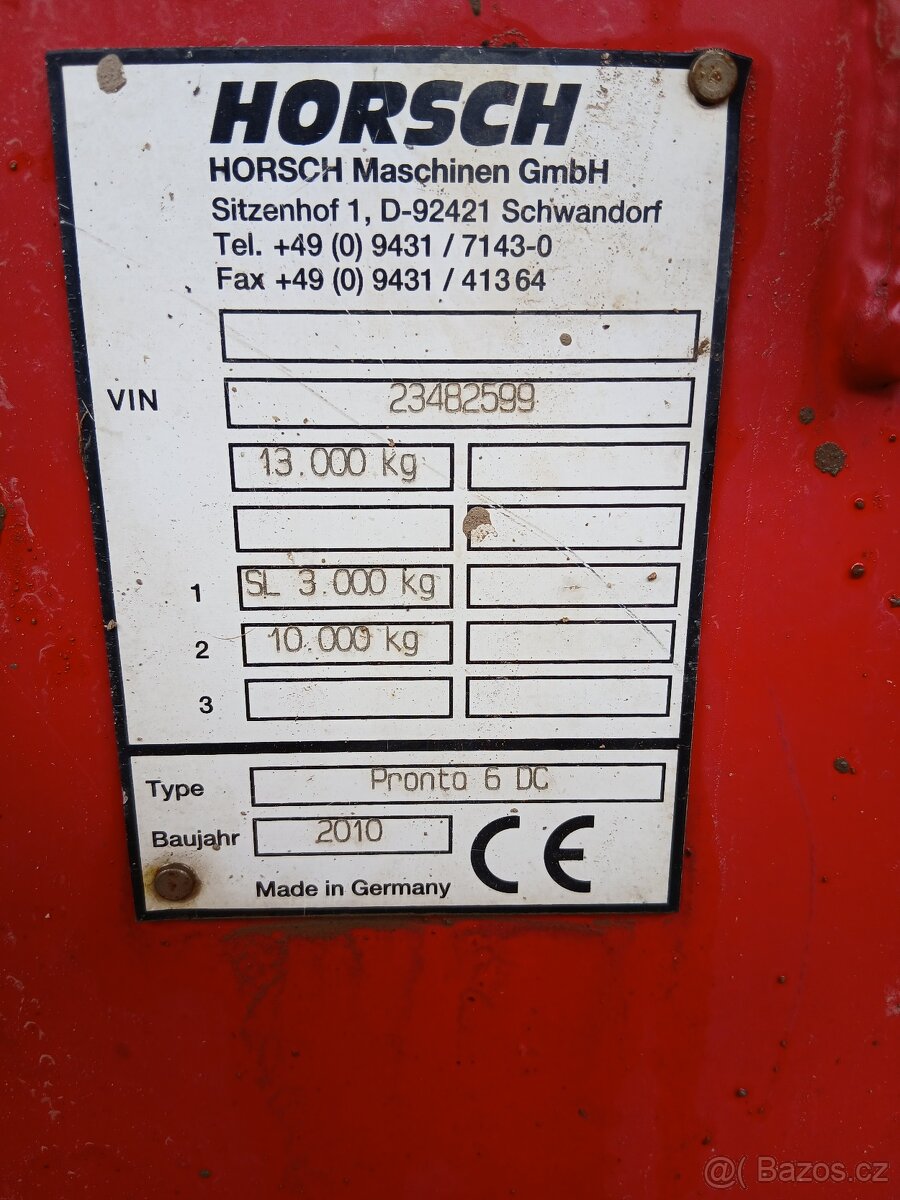 HORSCH
HORSCH Maschinen GmbH
Sitzenhof 1, D-92421 Schwandorf
Tel. +49 (0) 9431 / 7143-0
Fax +49 (0) 9431 / 41364
VIN 23482599
13.000 kg
1 SL 3.000 kg
2 10.000 kg
3
Type Pronto 6 DC
Baujahr 2010 CE
Made in Germany
@( Bazos.cz